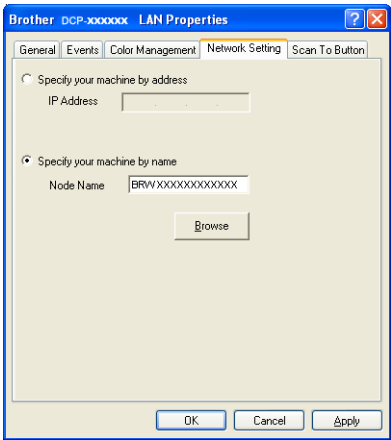 Brother DCP-xxxxxx LAN Properties
General Events Color Management Network Setting Scan To Button
Specify your machine by address
IP Address . . .
Specify your machine by name
Node Name BRWXXXXXXXXXXXX
Browse
OK Cancel Apply